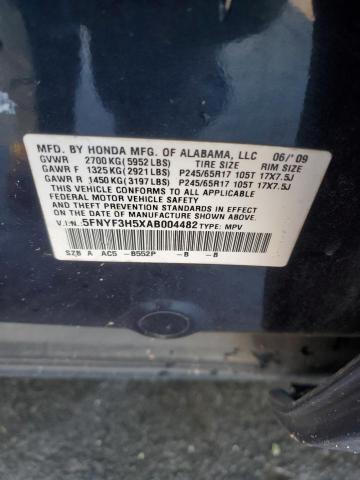 MFD. BY HONDA MFG. OF ALABAMA, LLC 06/'09
GVWR 2700 KG(5952 LBS) TIRE SIZE RIM SIZE
GAWR F 1325 KG(2921 LBS) P245/65R17 105T 17X7.5J
GAWR R 1450 KG(3197 LBS) P245/65R17 105T 17X7.5J
THIS VEHICLE CONFORMS TO ALL APPLICABLE
FEDERAL MOTOR VEHICLE SAFETY
AND THEFT PREVENTION STANDARDS IN EFFECT
ON THE DATE OF MANUFACTURE SHOWN ABOVE.
V.I.N.:5FNYF3H5XAB004482 TYPE: MPV
SZB A AC5 -B552P -B -B